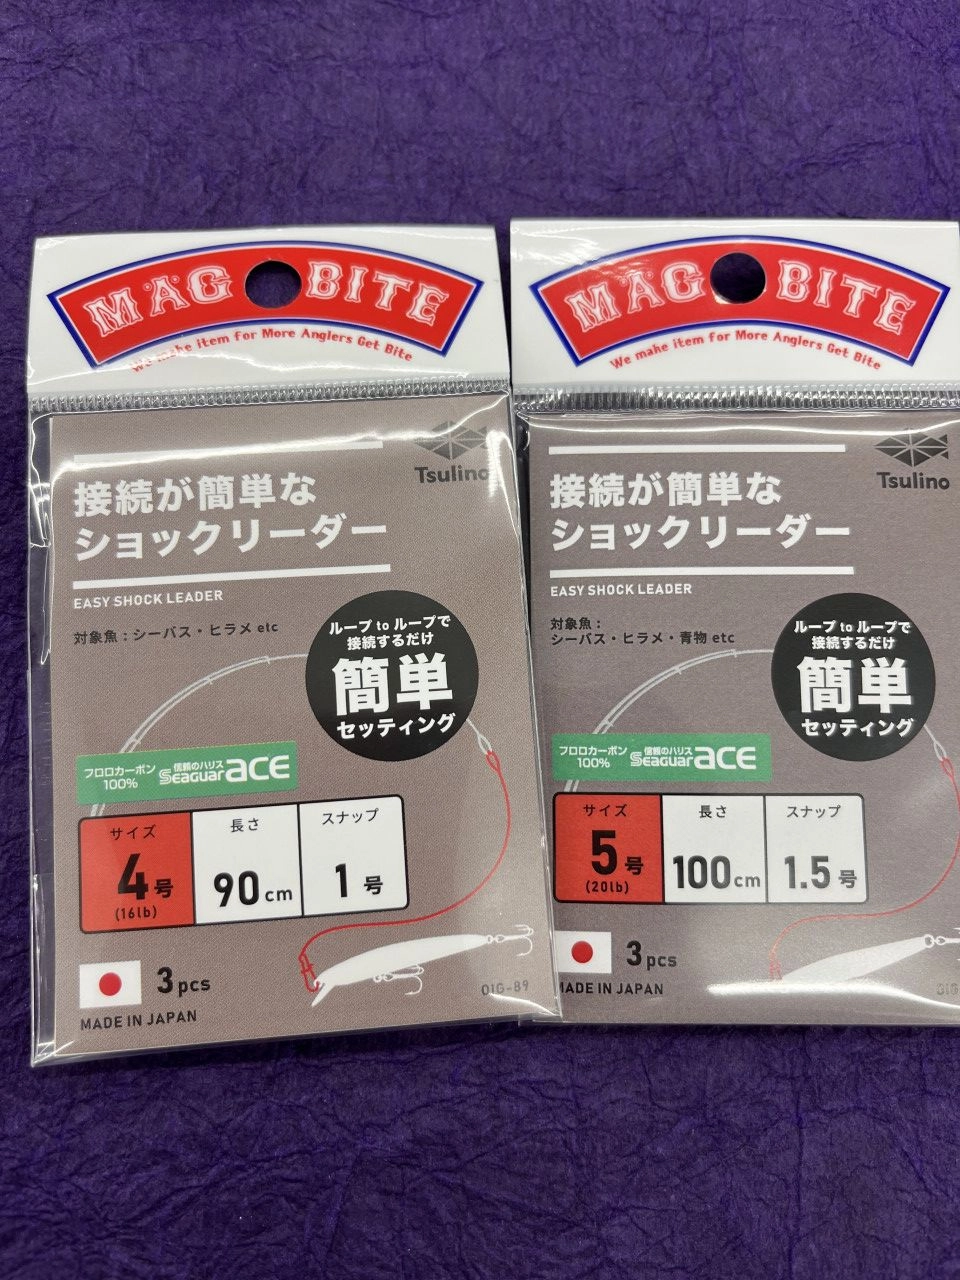 MAG BITE
We make item for More Anglers Get Bite
Tsulino
接続が簡単な
ショックリーダー
EASY SHOCK LEADER
対象魚：シーバス・ヒラメ etc
ループ to ループで
接続するだけ
簡単
セッティング
フロロカーボン
100%
信頼のハリス
Seaguar ACE
サイズ
4号
(16lb)
長さ
90cm
スナップ
1号
3pcs
MADE IN JAPAN
OIG-89
MAG BITE
We make item for More Anglers Get Bite
Tsulino
接続が簡単な
ショックリーダー
EASY SHOCK LEADER
対象魚：
シーバス・ヒラメ・青物 etc
ループ to ループで
接続するだけ
簡単
セッティング
フロロカーボン
100%
信頼のハリス
Seaguar ACE
サイズ
5号
(20lb)
長さ
100cm
スナップ
1.5号
3pcs
MADE IN JAPAN